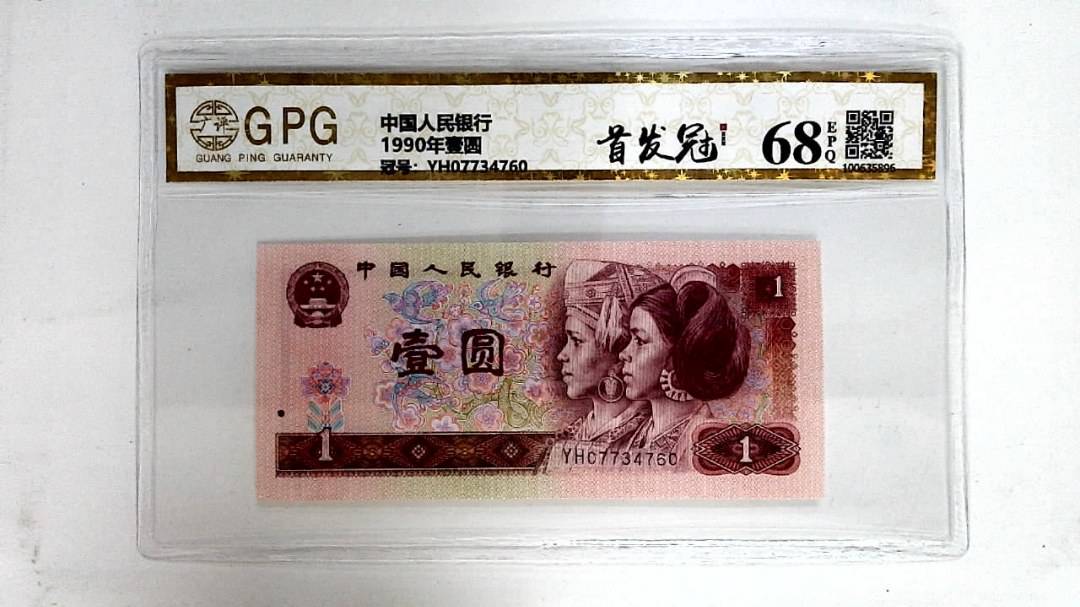 广评
GPG
GUANG PING GUARANTY
中国人民银行
1990年壹圆
冠号: YH07734760
首发冠
68
EPQ
100635896
中国人民银行
壹圆
1
1
YH07734760
1